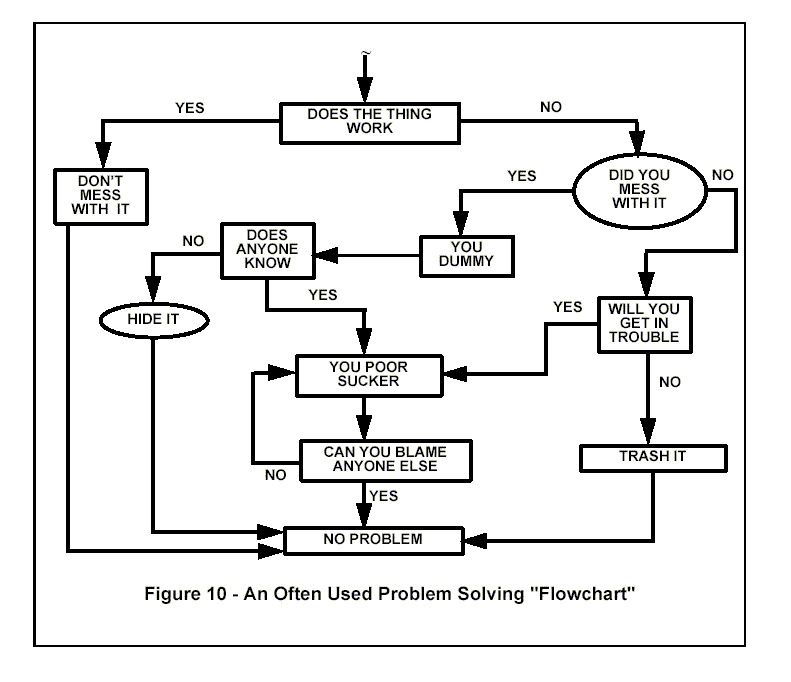 ~
DOES THE THING
WORK
YES
NO
DON'T
MESS
WITH IT
DID YOU
MESS
WITH IT
YES
NO
YOU
DUMMY
DOES
ANYONE
KNOW
NO
YES
HIDE IT
WILL YOU
GET IN
TROUBLE
YES
NO
YOU POOR
SUCKER
CAN YOU BLAME
ANYONE ELSE
NO
YES
TRASH IT
NO PROBLEM
Figure 10 - An Often Used Problem Solving "Flowchart"